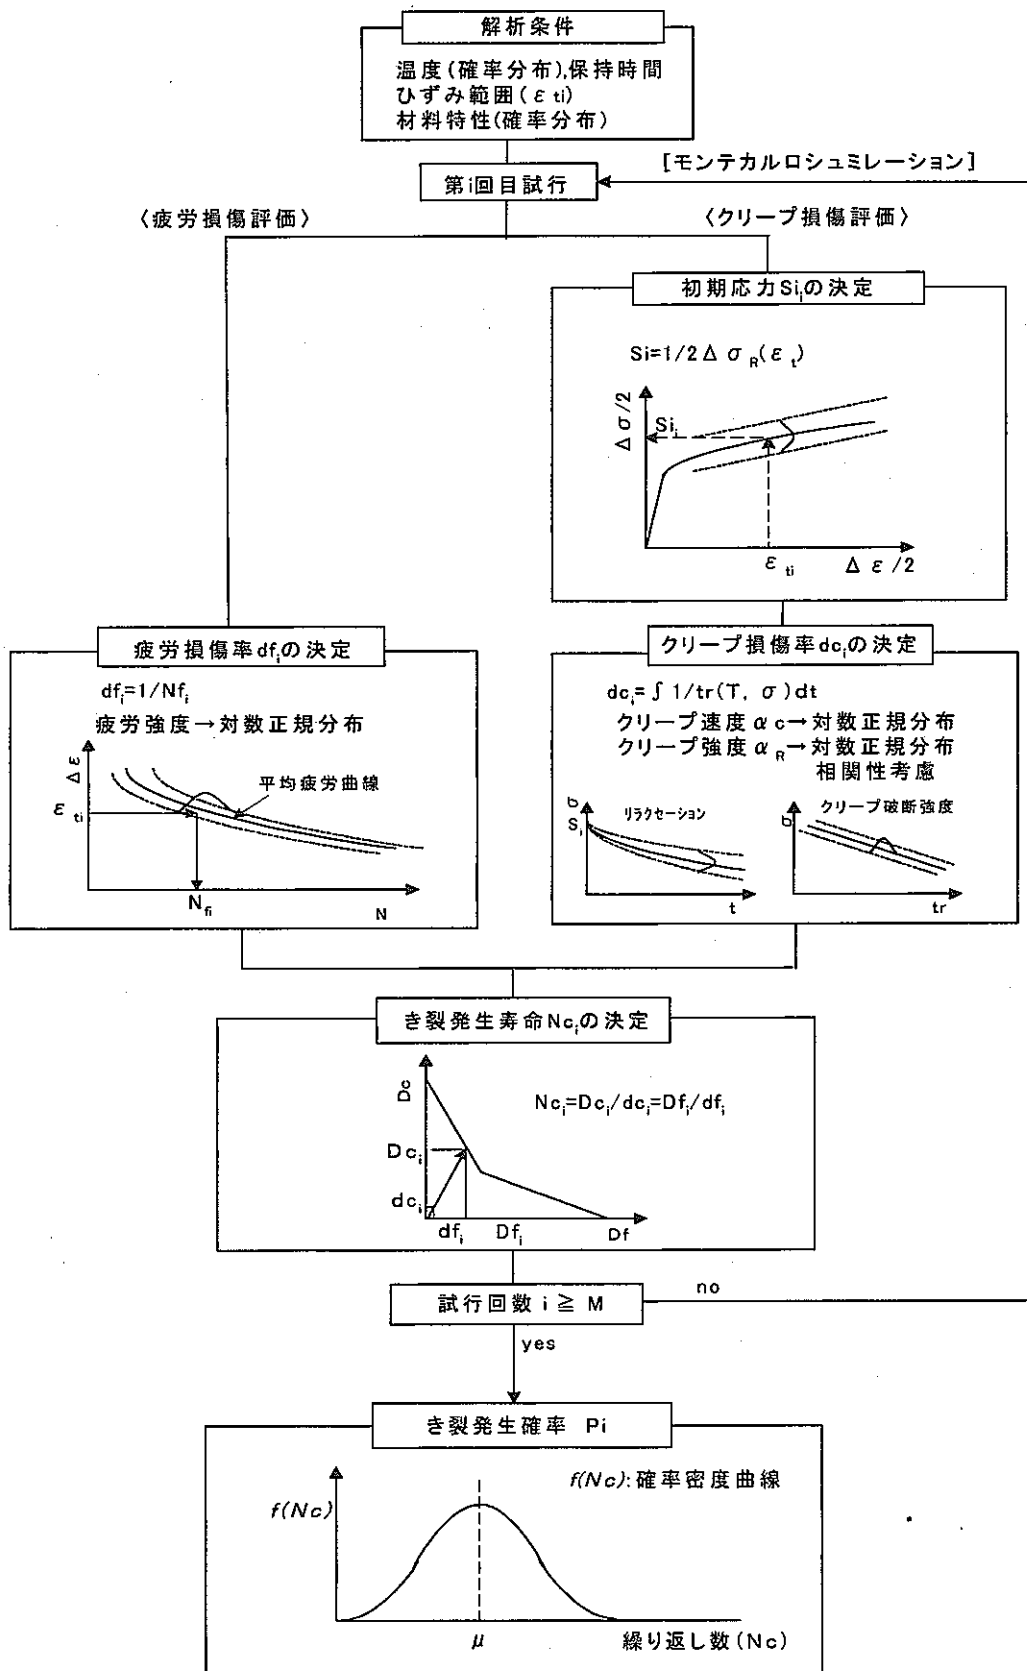 解析条件
温度(確率分布),保持時間
ひずみ範囲(ε ti)
材料特性(確率分布)
[モンテカルロシュミレーション]
第i回目試行
〈疲労損傷評価〉
〈クリープ損傷評価〉
初期応力Siiの決定
Si=1/2Δσ R(ε t)
Δσ/2
Sii
ε ti
Δε/2
疲労損傷率dfiの決定
dfi=1/Nfi
疲労強度→対数正規分布
Δε
平均疲労曲線
ε ti
N fi
N
クリープ損傷率dciの決定
dci=∫1/tr(T, σ)dt
クリープ速度αc→対数正規分布
クリープ強度α R→対数正規分布
相関性考慮
σ
Si
リラクセーション
t
クリープ破断強度
σ
tr
き裂発生寿命Nciの決定
Dc
Nci=Dci/dci=Dfi/dfi
Dci
dci
dfi
Dfi
Df
試行回数 i ≧ M
no
yes
き裂発生確率 Pi
f(Nc):確率密度曲線
f(Nc)
μ
繰り返し数(Nc)